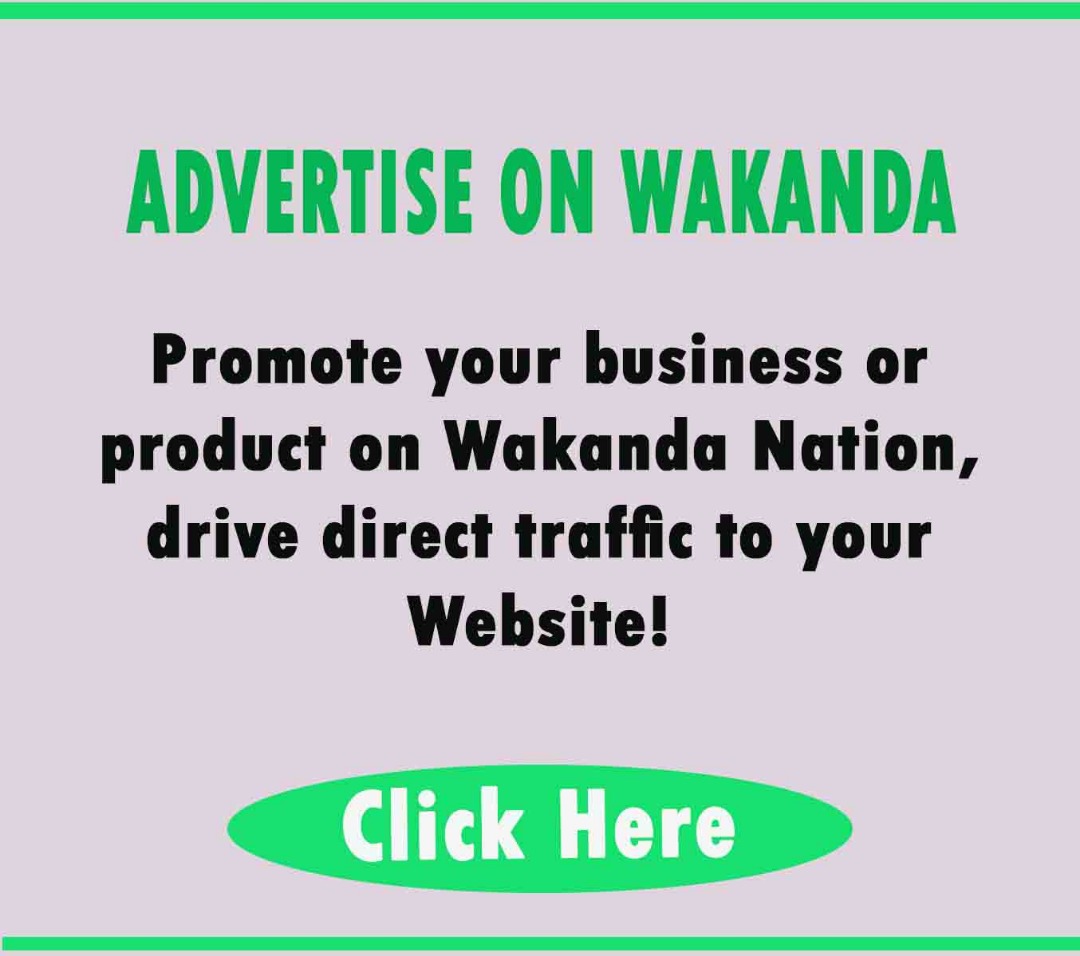 ADVERTISE ON WAKANDA
Promote your business or
product on Wakanda Nation,
drive direct traffic to your
Website!
Click Here